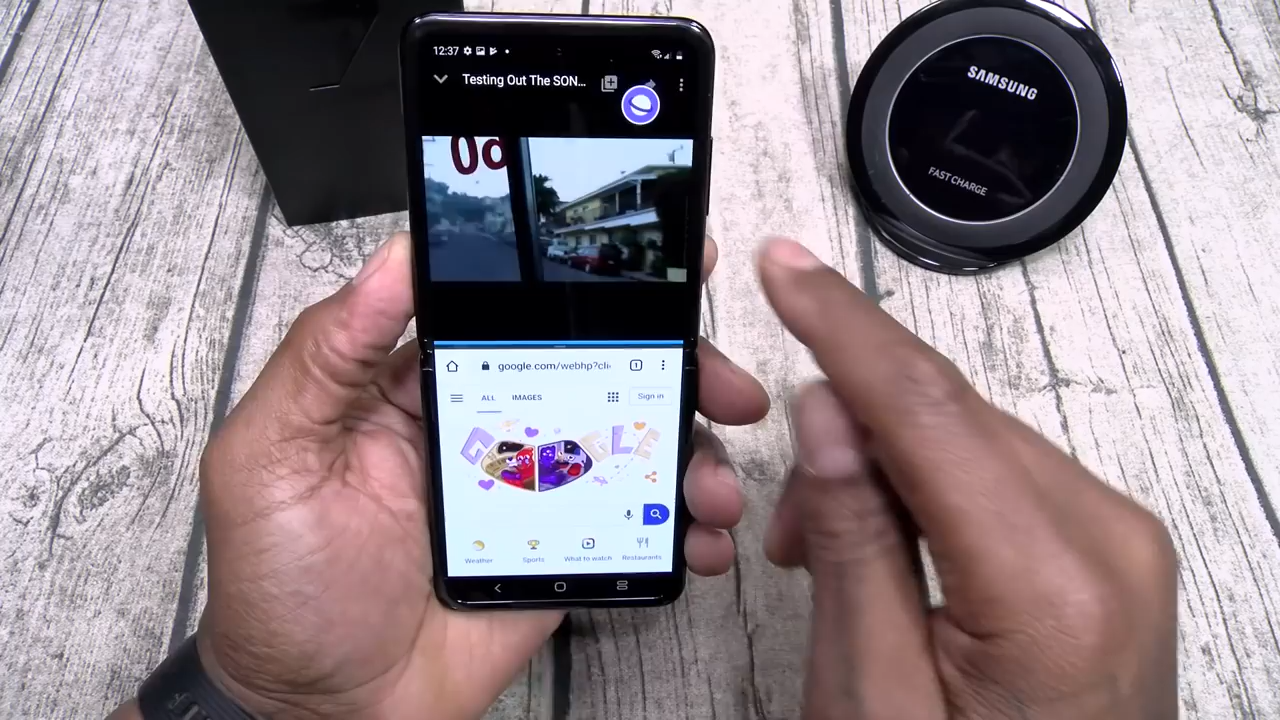 12:37
Testing Out The SON...
google.com/webhp?cli
1
ALL IMAGES
Sign in
Weather Sports What to watch Restaurants
SAMSUNG
FAST CHARGE